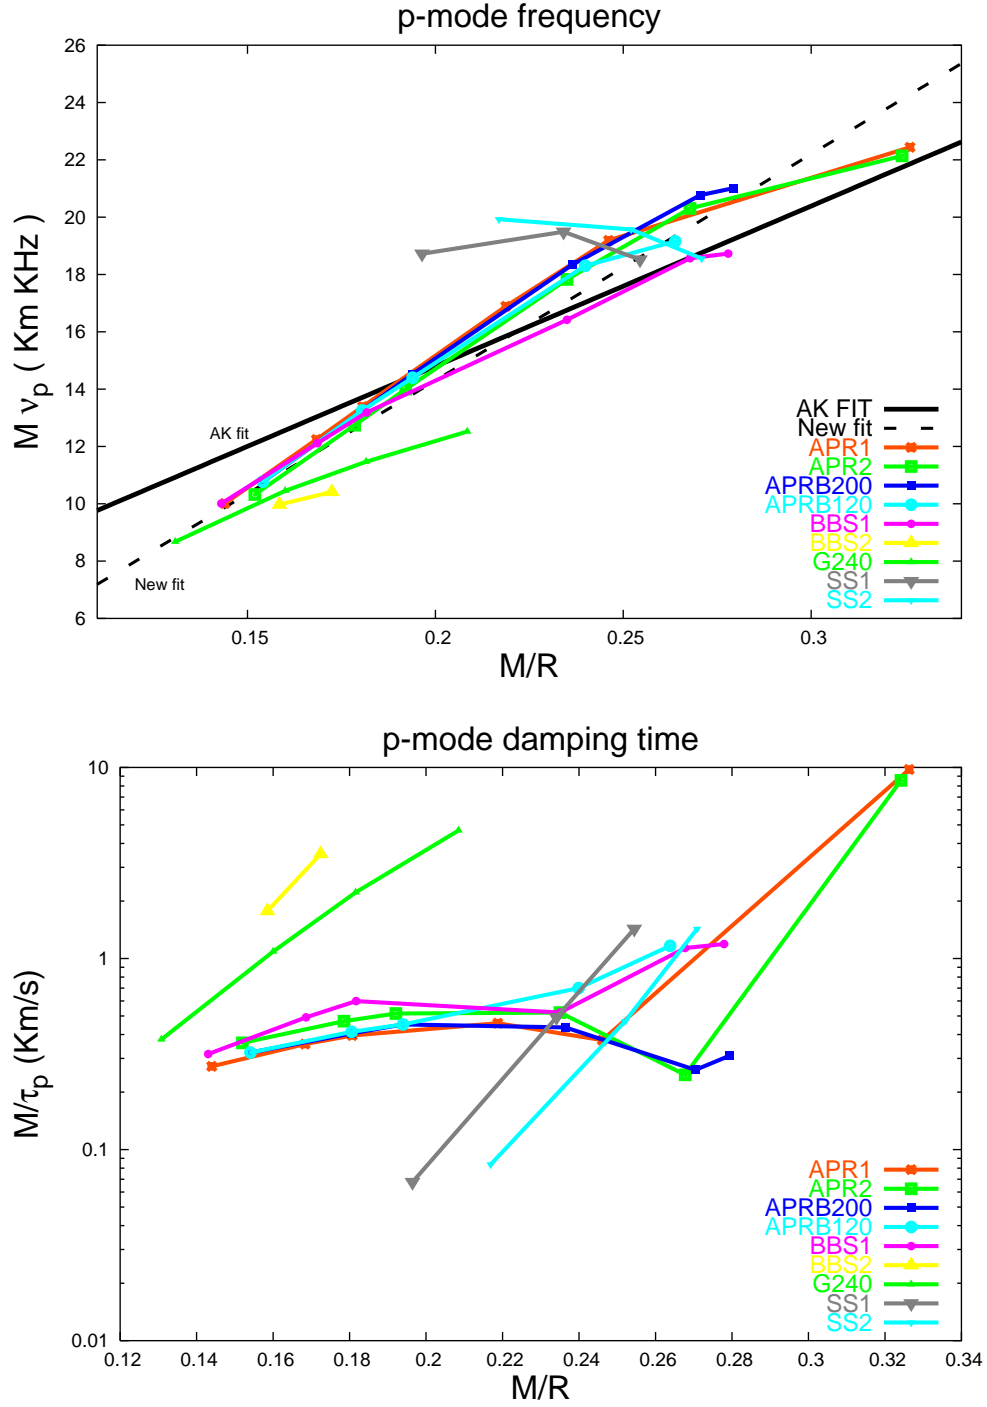 p-mode frequency
M ν_p ( Km KHz )
26
24
22
20
18
16
14
12
10
8
6
AK fit
New fit
AK FIT
New fit
APR1
APR2
APRB200
APRB120
BBS1
BBS2
G240
SS1
SS2
0.15
0.2
0.25
0.3
M/R
p-mode damping time
M/τ_p (Km/s)
10
1
0.1
0.01
APR1
APR2
APRB200
APRB120
BBS1
BBS2
G240
SS1
SS2
0.12
0.14
0.16
0.18
0.2
0.22
0.24
0.26
0.28
0.3
0.32
0.34
M/R